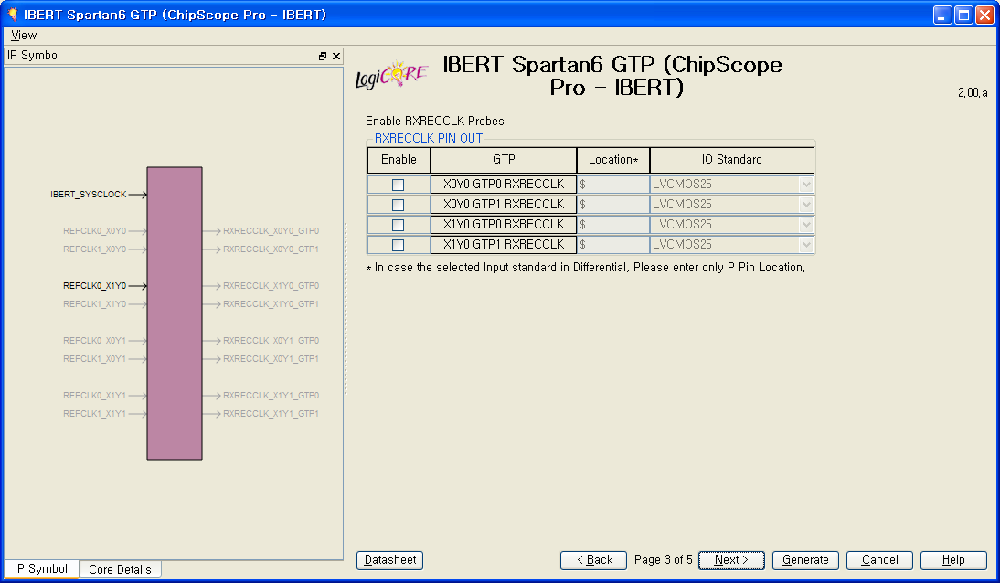 IBERT Spartan6 GTP (ChipScope Pro - IBERT)
View
IP Symbol
IBERT_SYSCLOCK
REFCLK0_X0Y0
RXRECCLK_X0Y0_GTP0
REFCLK1_X0Y0
RXRECCLK_X0Y0_GTP1
REFCLK0_X1Y0
RXRECCLK_X1Y0_GTP0
REFCLK1_X1Y0
RXRECCLK_X1Y0_GTP1
REFCLK0_X0Y1
RXRECCLK_X0Y1_GTP0
REFCLK1_X0Y1
RXRECCLK_X0Y1_GTP1
REFCLK0_X1Y1
RXRECCLK_X1Y1_GTP0
REFCLK1_X1Y1
RXRECCLK_X1Y1_GTP1
IP Symbol Core Details
LogiCORE
IBERT Spartan6 GTP (ChipScope
Pro - IBERT)
2.00.a
Enable RXRECCLK Probes
RXRECCLK PIN OUT
Enable GTP Location* IO Standard
X0Y0 GTP0 RXRECCLK $ LVCMOS25
X0Y0 GTP1 RXRECCLK $ LVCMOS25
X1Y0 GTP0 RXRECCLK $ LVCMOS25
X1Y0 GTP1 RXRECCLK $ LVCMOS25
* In case the selected Input standard in Differential, Please enter only P Pin Location.
Datasheet < Back Page 3 of 5 Next > Generate Cancel Help